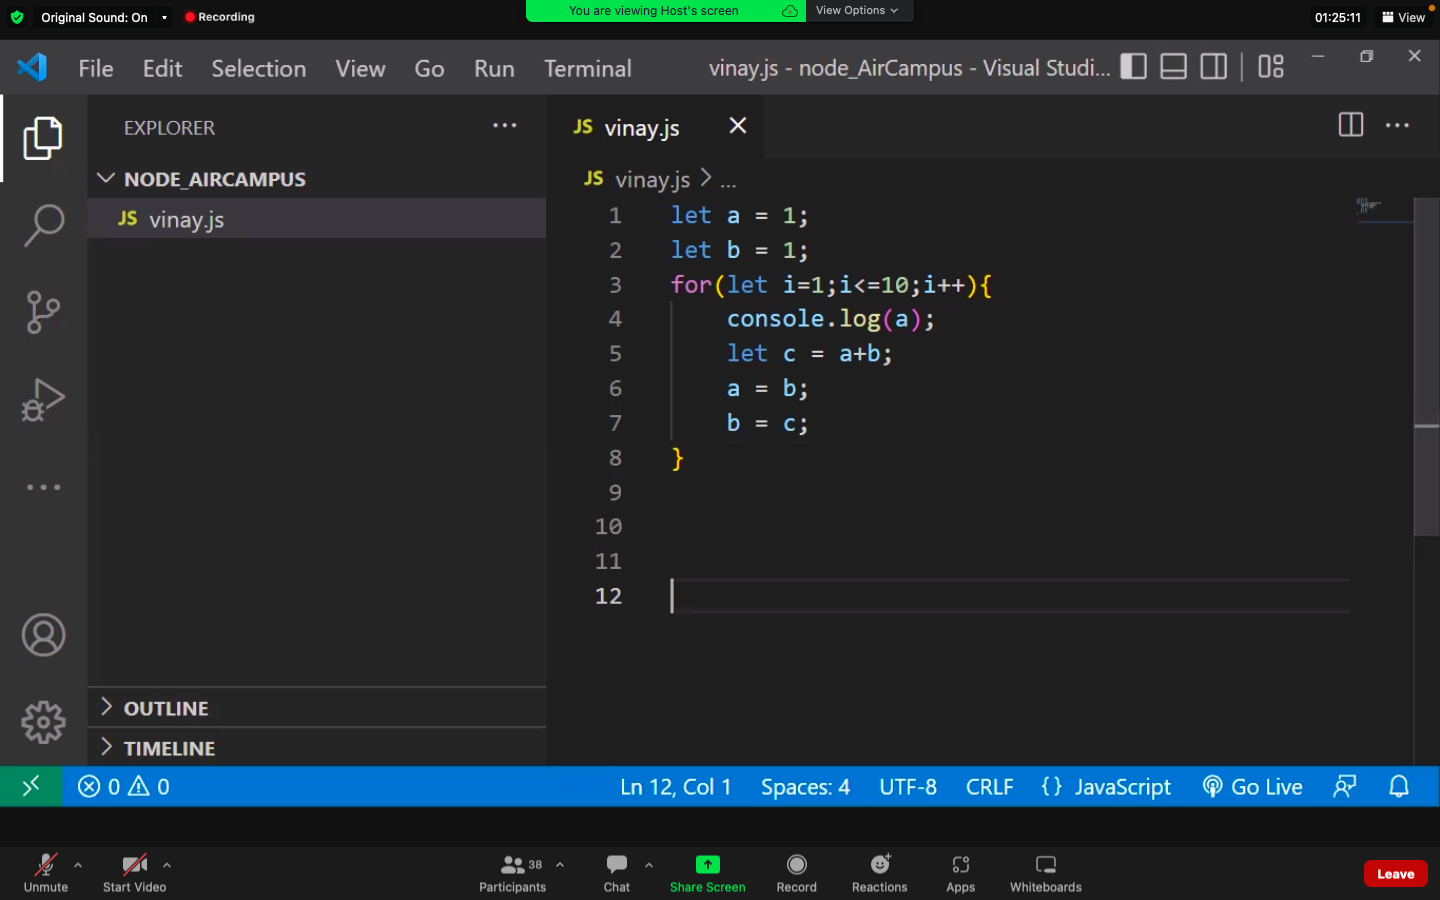 Original Sound: On
Recording
You are viewing Host's screen
View Options
01:25:11
View
File Edit Selection View Go Run Terminal
vinay.js - node_AirCampus - Visual Studi...
EXPLORER
NODE_AIRCAMPUS
JS vinay.js
OUTLINE
TIMELINE
JS vinay.js
JS vinay.js > ...
1 let a = 1;
2 let b = 1;
3 for(let i=1;i<=10;i++){
4     console.log(a);
5     let c = a+b;
6     a = b;
7     b = c;
8 }
9
10
11
12
0 0
Ln 12, Col 1
Spaces: 4
UTF-8
CRLF
{} JavaScript
Go Live
Unmute
Start Video
38
Participants
Chat
Share Screen
Record
Reactions
Apps
Whiteboards
Leave